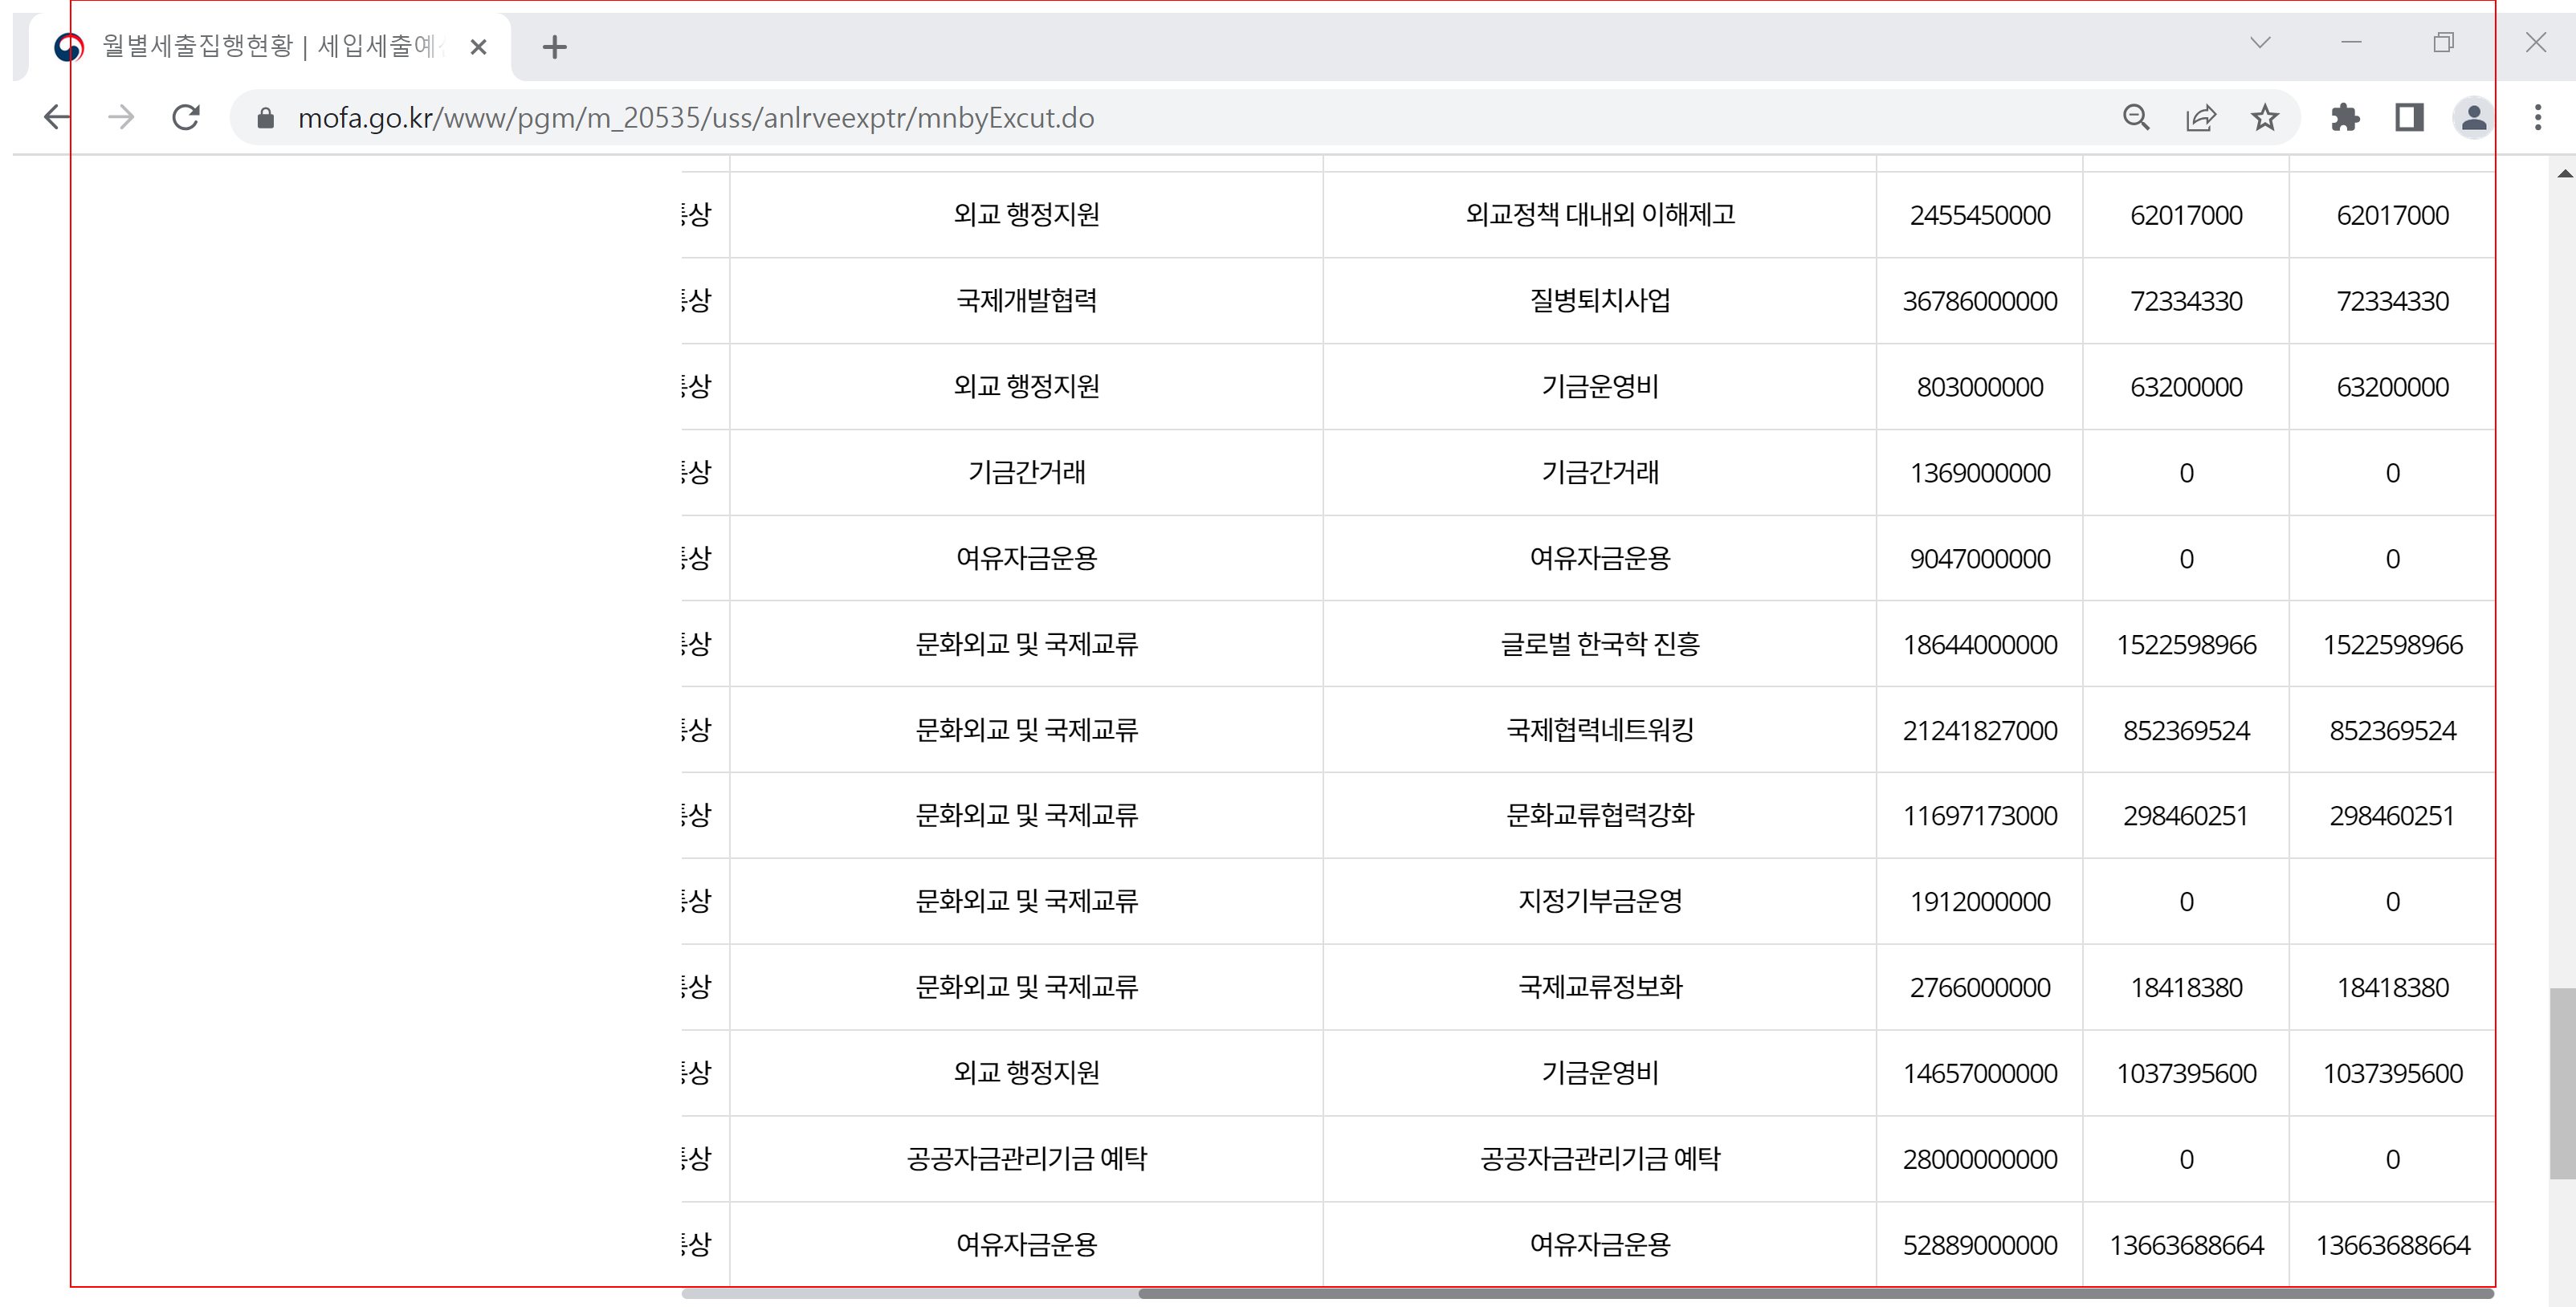 월별세출집행현황 | 세입세출예
mofa.go.kr/www/pgm/m_20535/uss/anlrveexptr/mnbyExcut.do
상 외교 행정지원 외교정책 대내외 이해제고 2455450000 62017000 62017000
상 국제개발협력 질병퇴치사업 36786000000 72334330 72334330
상 외교 행정지원 기금운영비 803000000 63200000 63200000
상 기금간거래 기금간거래 1369000000 0 0
상 여유자금운용 여유자금운용 9047000000 0 0
상 문화외교 및 국제교류 글로벌 한국학 진흥 18644000000 1522598966 1522598966
상 문화외교 및 국제교류 국제협력네트워킹 21241827000 852369524 852369524
상 문화외교 및 국제교류 문화교류협력강화 11697173000 298460251 298460251
상 문화외교 및 국제교류 지정기부금운영 1912000000 0 0
상 문화외교 및 국제교류 국제교류정보화 2766000000 18418380 18418380
상 외교 행정지원 기금운영비 14657000000 1037395600 1037395600
상 공공자금관리기금 예탁 공공자금관리기금 예탁 28000000000 0 0
상 여유자금운용 여유자금운용 52889000000 13663688664 13663688664